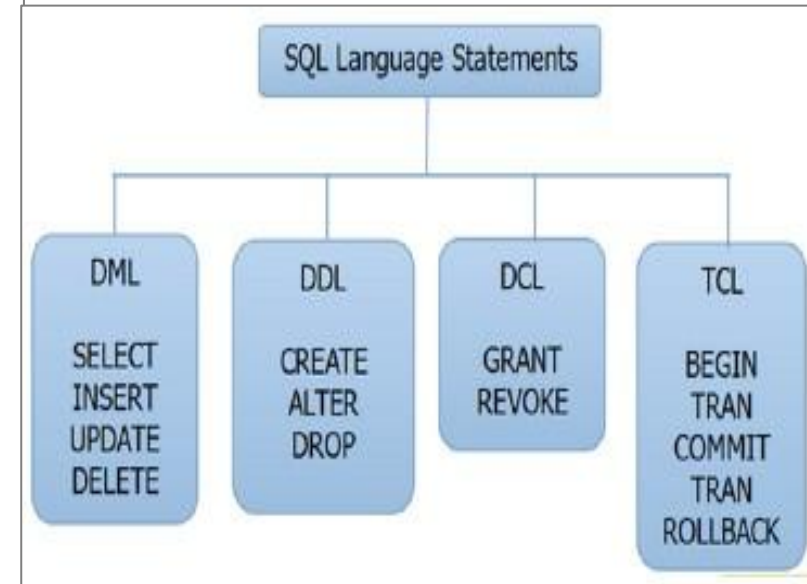 SQL Language Statements
DML
SELECT
INSERT
UPDATE
DELETE
DDL
CREATE
ALTER
DROP
DCL
GRANT
REVOKE
TCL
BEGIN
TRAN
COMMIT
TRAN
ROLLBACK